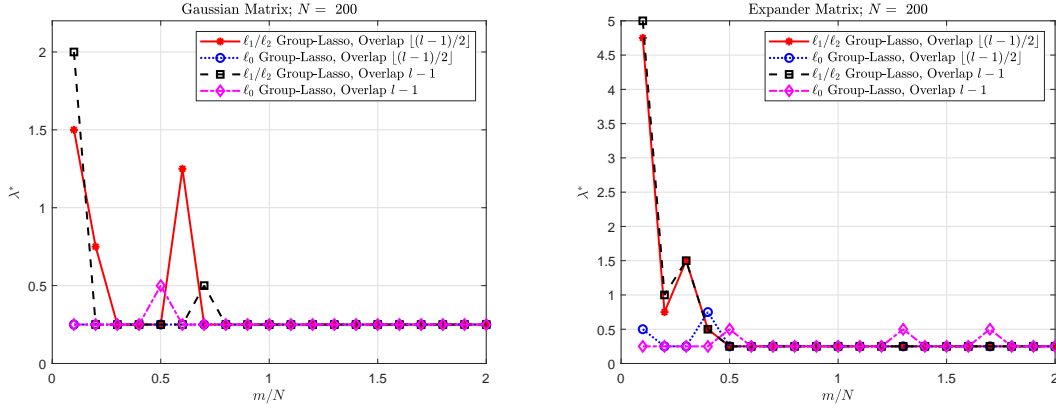 Gaussian Matrix; N = 200
ℓ₁/ℓ₂ Group-Lasso, Overlap ⌊(l − 1)/2⌋
ℓ₀ Group-Lasso, Overlap ⌊(l − 1)/2⌋
ℓ₁/ℓ₂ Group-Lasso, Overlap l − 1
ℓ₀ Group-Lasso, Overlap l − 1
2
1.5
1
0.5
0
λ*
0 0.5 1 1.5 2
m/N
Expander Matrix; N = 200
ℓ₁/ℓ₂ Group-Lasso, Overlap ⌊(l − 1)/2⌋
ℓ₀ Group-Lasso, Overlap ⌊(l − 1)/2⌋
ℓ₁/ℓ₂ Group-Lasso, Overlap l − 1
ℓ₀ Group-Lasso, Overlap l − 1
5
4.5
4
3.5
3
2.5
2
1.5
1
0.5
0
λ*
0 0.5 1 1.5 2
m/N